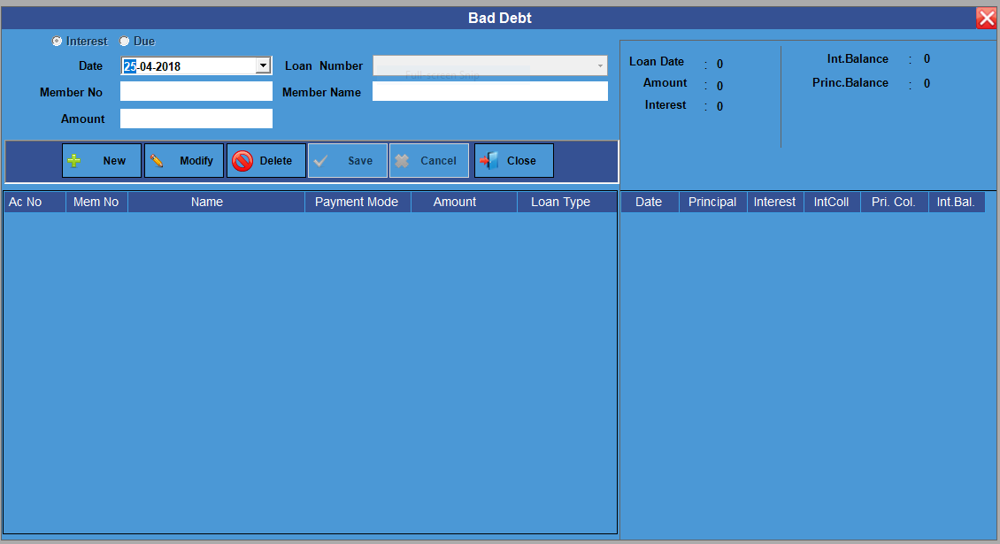 Bad Debt
Interest Due
Date 25-04-2018 Loan Number Full-screen Snip
Member No Member Name
Amount
Loan Date : 0 Int.Balance : 0
Amount : 0 Princ.Balance : 0
Interest : 0
New Modify Delete Save Cancel Close
Ac No Mem No Name Payment Mode Amount Loan Type Date Principal Interest IntColl Pri. Col. Int.Bal.